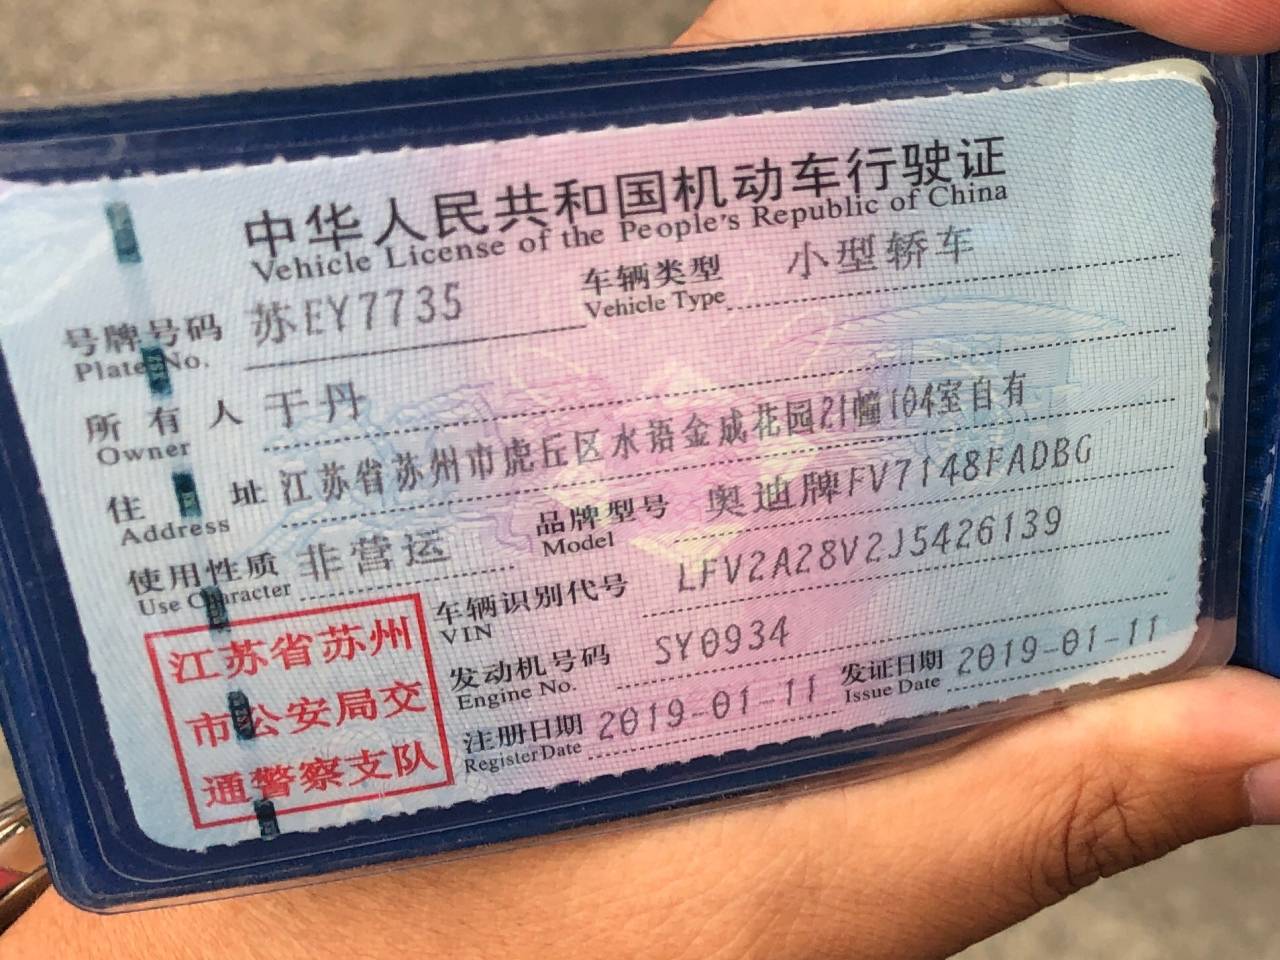 中华人民共和国机动车行驶证
Vehicle License of the People's Republic of China
号牌号码 苏EY7735 车辆类型 小型轿车
Plate No. Vehicle Type
所有人 于丹
Owner
住址 江苏省苏州市虎丘区水语金成花园21幢104室自有
Address
使用性质 非营运 品牌型号 奥迪牌FV7148FADBG
Use Character Model
车辆识别代号 LFV2A28V2J5426139
VIN
发动机号码 SY0934
Engine No.
注册日期 2019-01-11 发证日期 2019-01-11
Register Date Issue Date
江苏省苏州
市公安局交
通警察支队